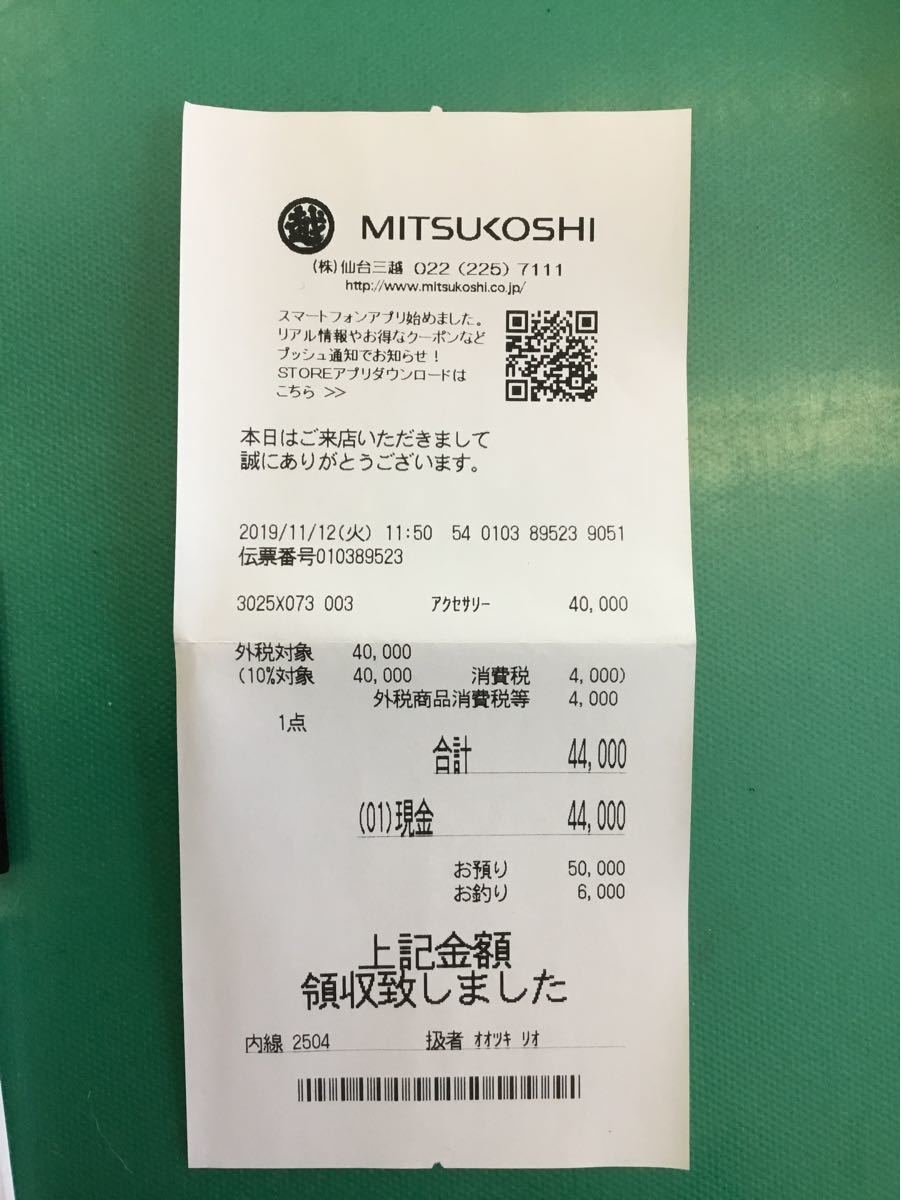 越 MITSUKOSHI
(株)仙台三越 022 (225) 7111
http://www.mitsukoshi.co.jp/
スマートフォンアプリ始めました。
リアル情報やお得なクーポンなど
プッシュ通知でお知らせ！
STOREアプリダウンロードは
こちら >>
本日はご来店いただきまして
誠にありがとうございます。
2019/11/12(火) 11:50 54 0103 89523 9051
伝票番号010389523
3025X073 003 ｱｸｾｻﾘｰ 40,000
外税対象 40,000
(10%対象 40,000 消費税 4,000)
外税商品消費税等 4,000
1点
合計 44,000
(01)現金 44,000
お預り 50,000
お釣り 6,000
上記金額
領収致しました
内線 2504 扱者 ｵｵﾂｷ ﾘｵ